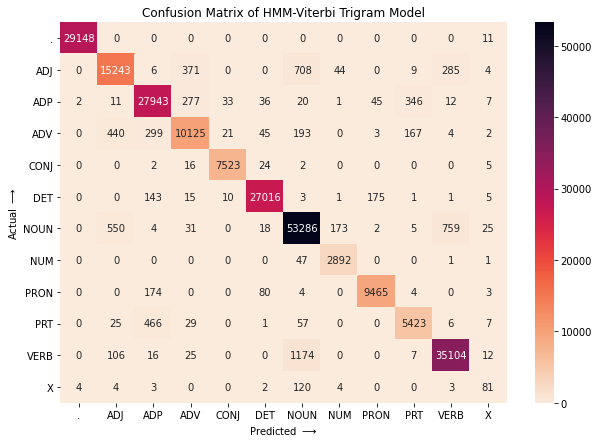 Confusion Matrix of HMM-Viterbi Trigram Model
. 29148 0 0 0 0 0 0 0 0 0 0 11
ADJ 0 15243 6 371 0 0 708 44 0 9 285 4
ADP 2 11 27943 277 33 36 20 1 45 346 12 7
ADV 0 440 299 10125 21 45 193 0 3 167 4 2
CONJ 0 0 2 16 7523 24 2 0 0 0 0 5
DET 0 0 143 15 10 27016 3 1 175 1 1 5
NOUN 0 550 4 31 0 18 53286 173 2 5 759 25
NUM 0 0 0 0 0 0 47 2892 0 0 1 1
PRON 0 0 174 0 0 80 4 0 9465 4 0 3
PRT 0 25 466 29 0 1 57 0 0 5423 6 7
VERB 0 106 16 25 0 0 1174 0 0 7 35104 12
X 4 4 3 0 0 2 120 4 0 0 3 81
. ADJ ADP ADV CONJ DET NOUN NUM PRON PRT VERB X
Predicted ⟶
Actual ⟶
50000
40000
30000
20000
10000
0